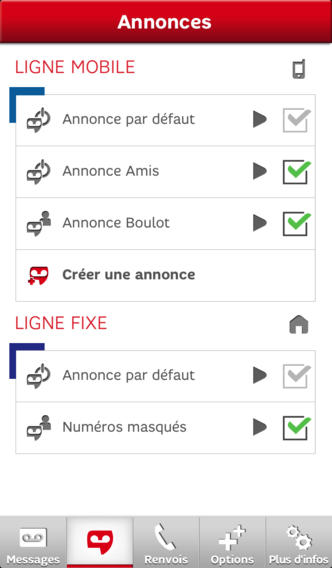 Annonces
LIGNE MOBILE
Annonce par défaut
Annonce Amis
Annonce Boulot
Créer une annonce
LIGNE FIXE
Annonce par défaut
Numéros masqués
Messages Renvois Options Plus d'infos